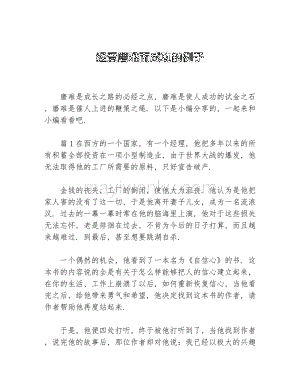 经历磨难而成功的例子
磨难是成长之路的必经之点，磨难是使人成功的试金之石，磨难是催人上进的鞭策之绳。以下是小编分享的，一起来和小编看看吧。
篇1 在西方的一个国家，有一个经理，他把多年以来的所有积蓄全部投资在一项小型制造业，由于世界大战的爆发，他无法取得他的工厂所需要的原料，只好宣告破产。
金钱的丧失，工厂的倒闭，使他大为沮丧。他认为是他把家人害的没有了这一切，于是他离开妻子儿女，成为一名流浪汉。过去的一幕一幕时常在他的脑海里上演，他对于这些损失无法忘怀。老是徘徊在过去，不肯为今后的日子打算，而且越来越难过。到最后，甚至想要跳湖自杀。
一个偶然的机会，他看到了一本名为《自信心》的书，这本书的内容说的会是有关于怎么样能够把人的自信心建立起来，在你的生活、工作上崩溃了以后，如何重新恢复信心。当他看完之后，给他带来勇气和希望，他决定找到这本书的作者，请作者帮助他再度站起来。
于是，他便四处打听，终于被他打听到了，当他找到作者，说完他的故事后，那位作者却对他说：我已经以极大的兴趣